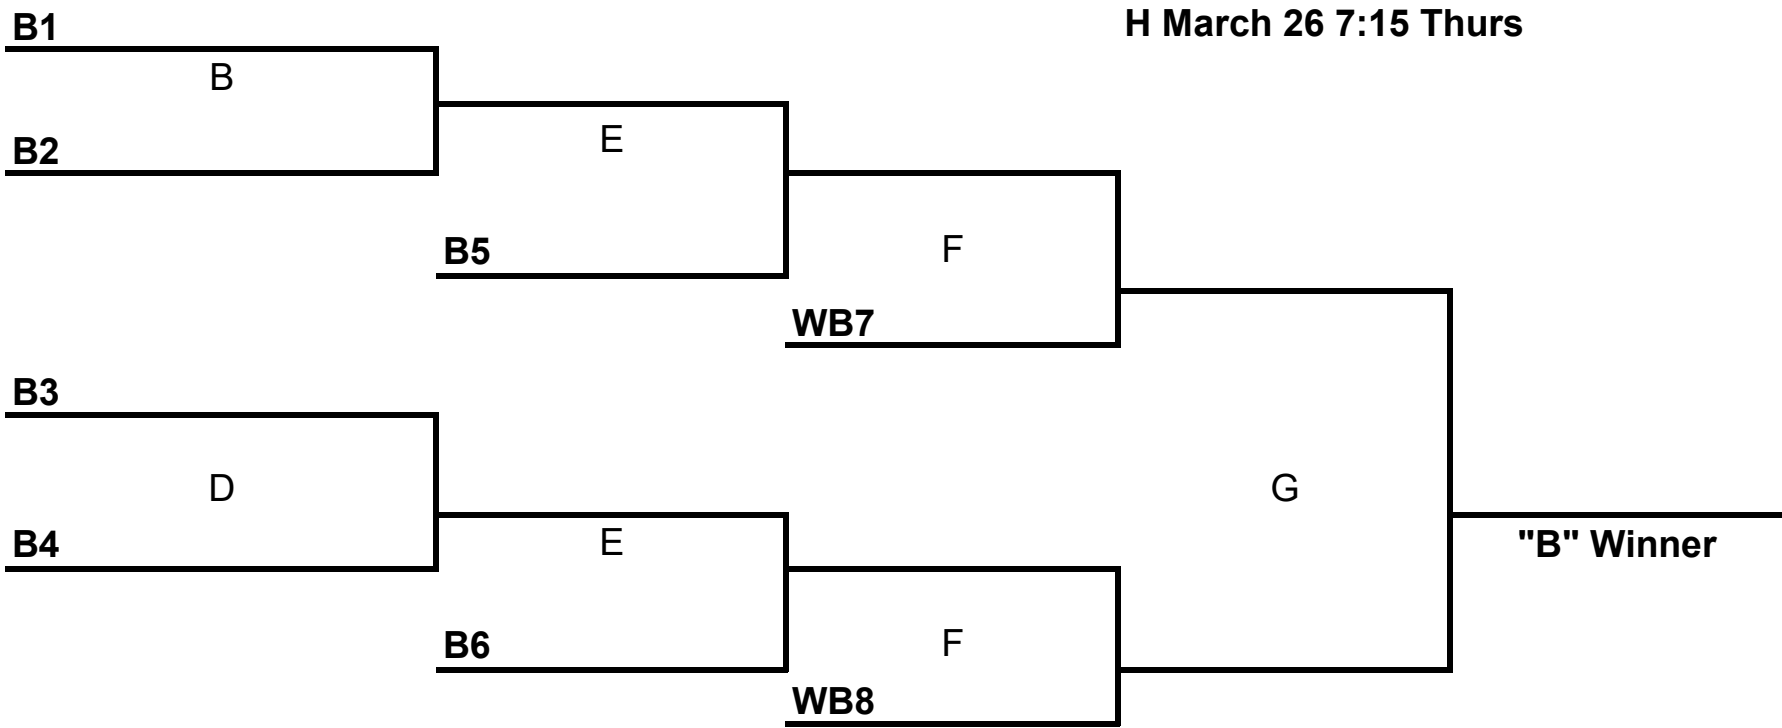 B1
H March 26 7:15 Thurs
B
E
B2
B5
F
WB7
B3
D
G
B4
E
"B" Winner
B6
F
WB8